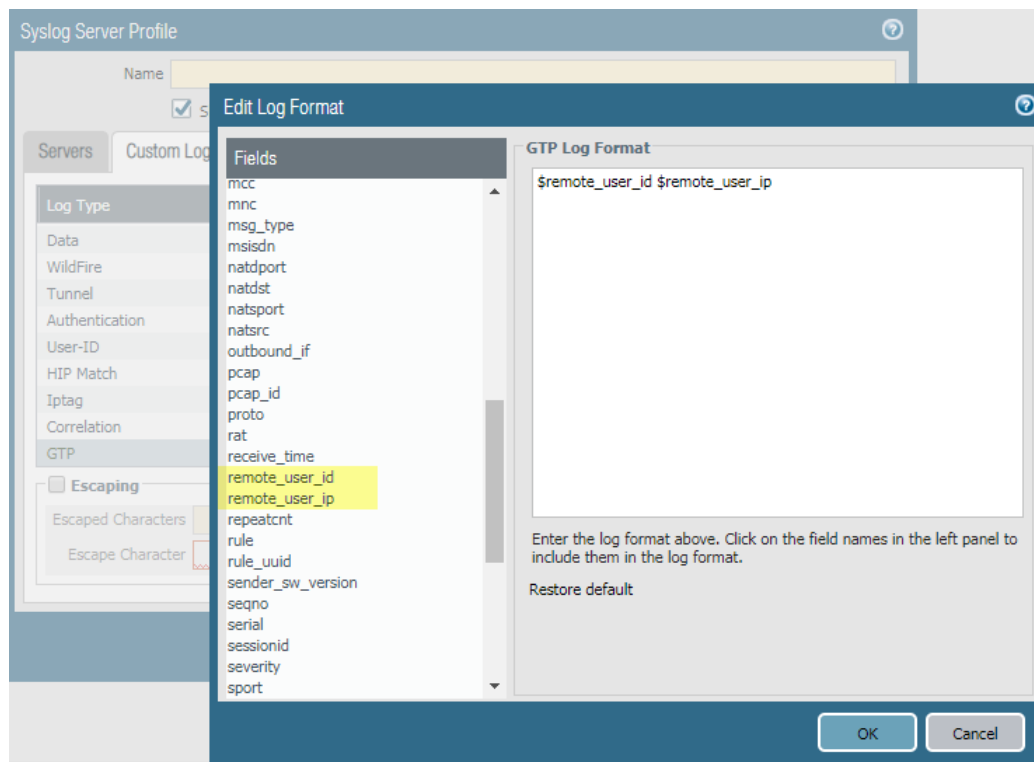 Syslog Server Profile
Name
S
Edit Log Format
Servers
Custom Log
Log Type
Data
WildFire
Tunnel
Authentication
User-ID
HIP Match
Iptag
Correlation
GTP
Escaping
Escaped Characters
Escape Character
Fields
mcc
mnc
msg_type
msisdn
natdport
natdst
natsport
natsrc
outbound_if
pcap
pcap_id
proto
rat
receive_time
remote_user_id
remote_user_ip
repeatcnt
rule
rule_uuid
sender_sw_version
seqno
serial
sessionid
severity
sport
GTP Log Format
$remote_user_id $remote_user_ip
Enter the log format above. Click on the field names in the left panel to
include them in the log format.
Restore default
OK
Cancel